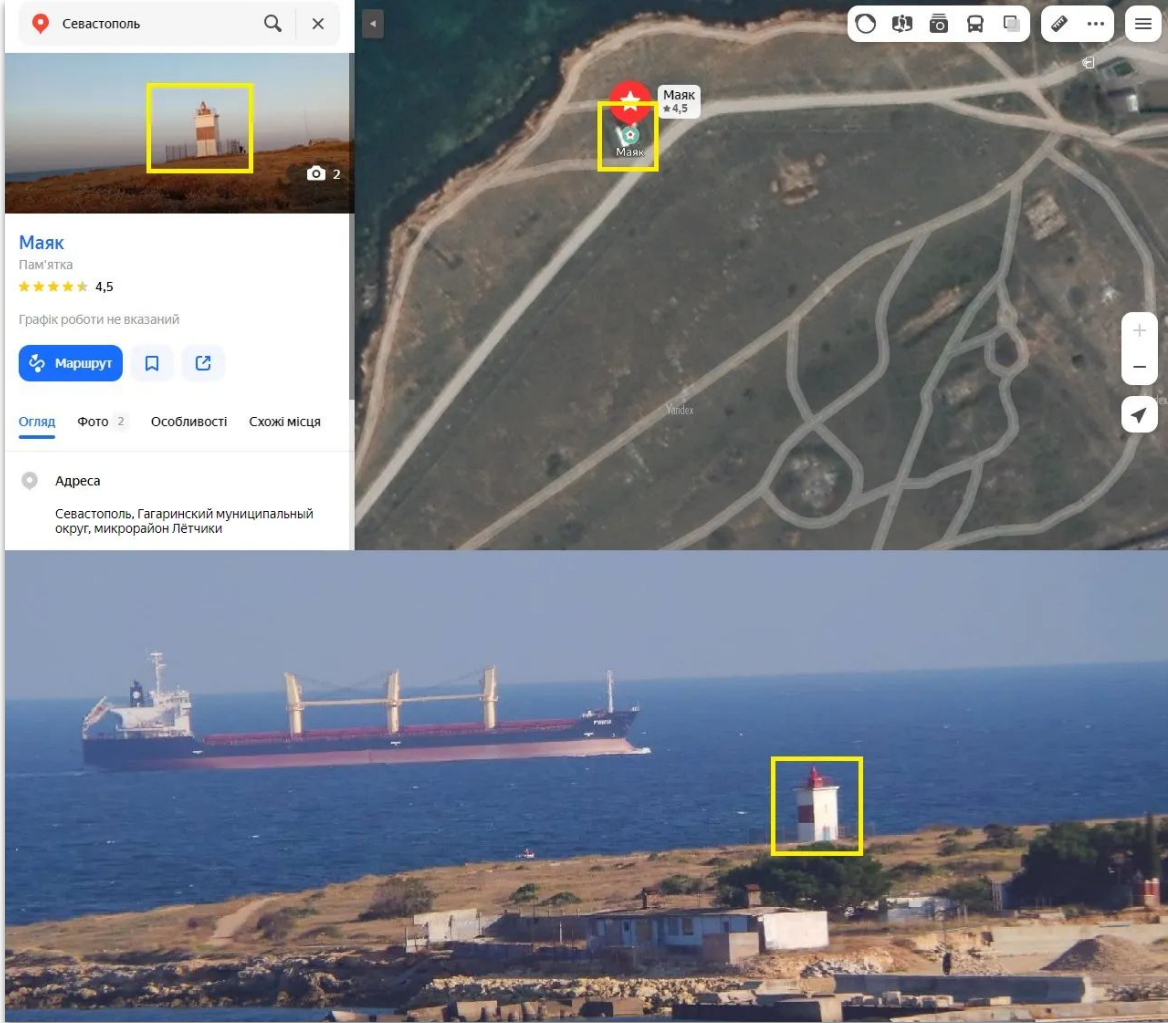 Севастополь
2
Маяк
Пам'ятка
4,5
Графік роботи не вказаний
Маршрут
Огляд
Фото 2
Особливості
Схожі місця
Адреса
Севастополь, Гагаринский муниципальный
округ, микрорайон Лётчики
Маяк
4,5
Маяк
Yandex